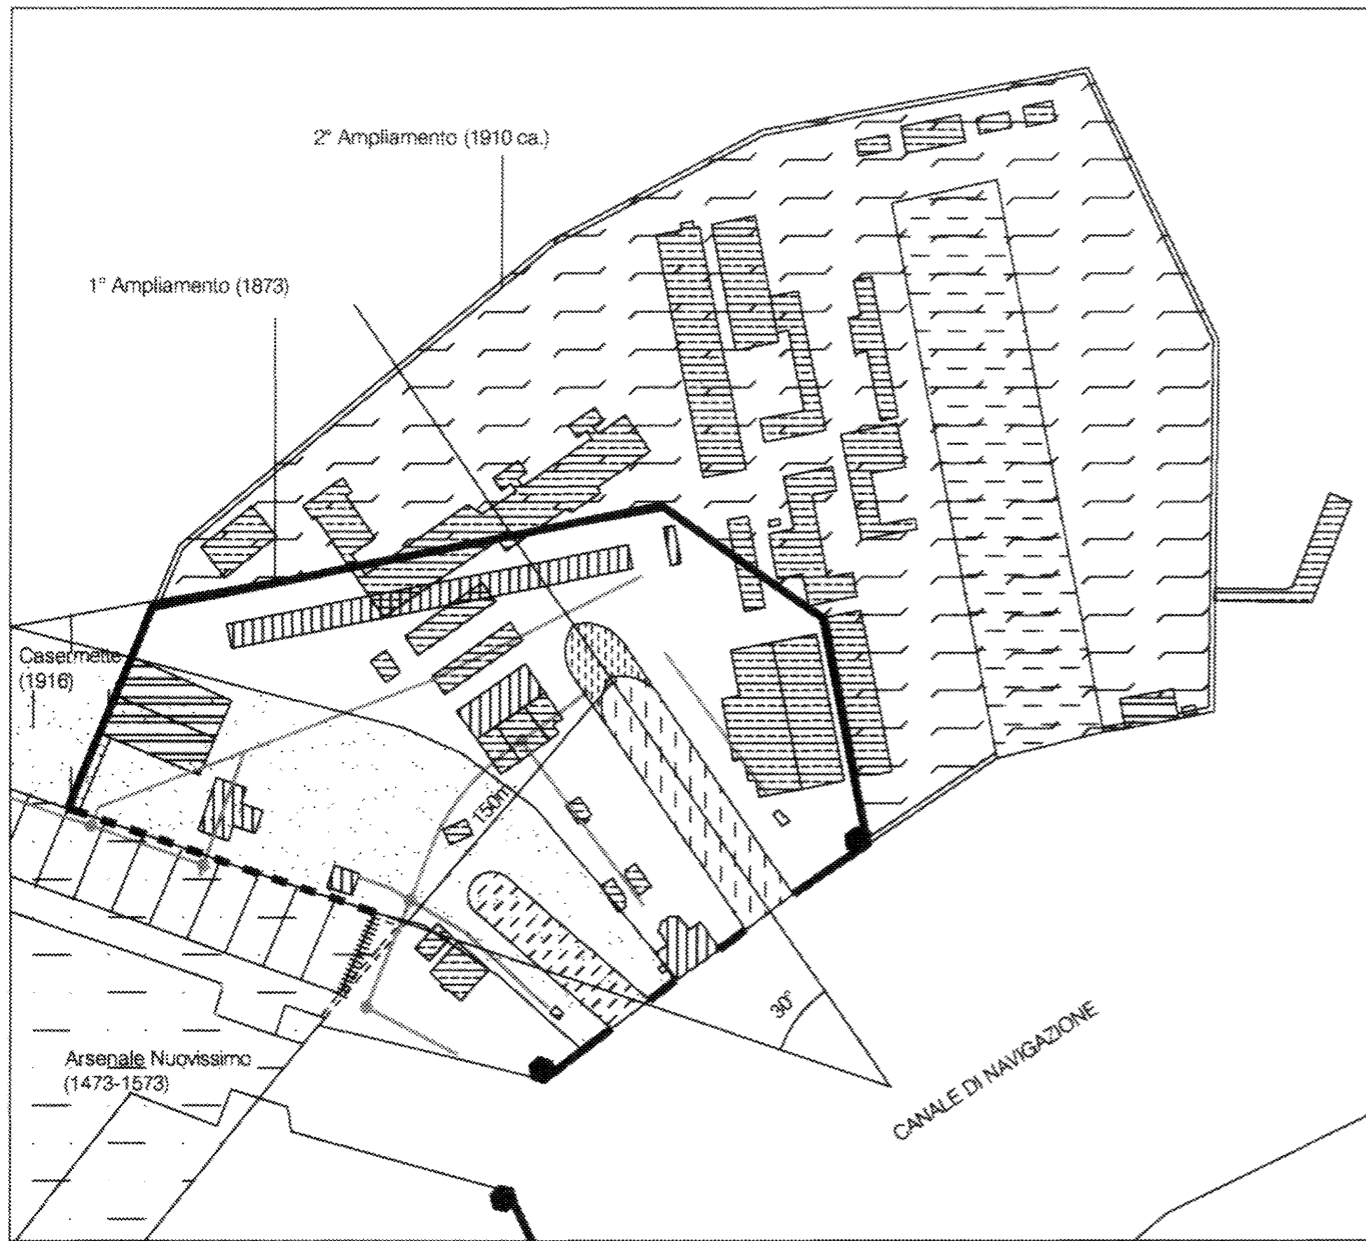 2° Ampliamento (1910 ca.)
1° Ampliamento (1873)
Casermette
(1916)
150m
30°
Arsenale Nuovissimo
(1473-1573)
CANALE DI NAVIGAZIONE